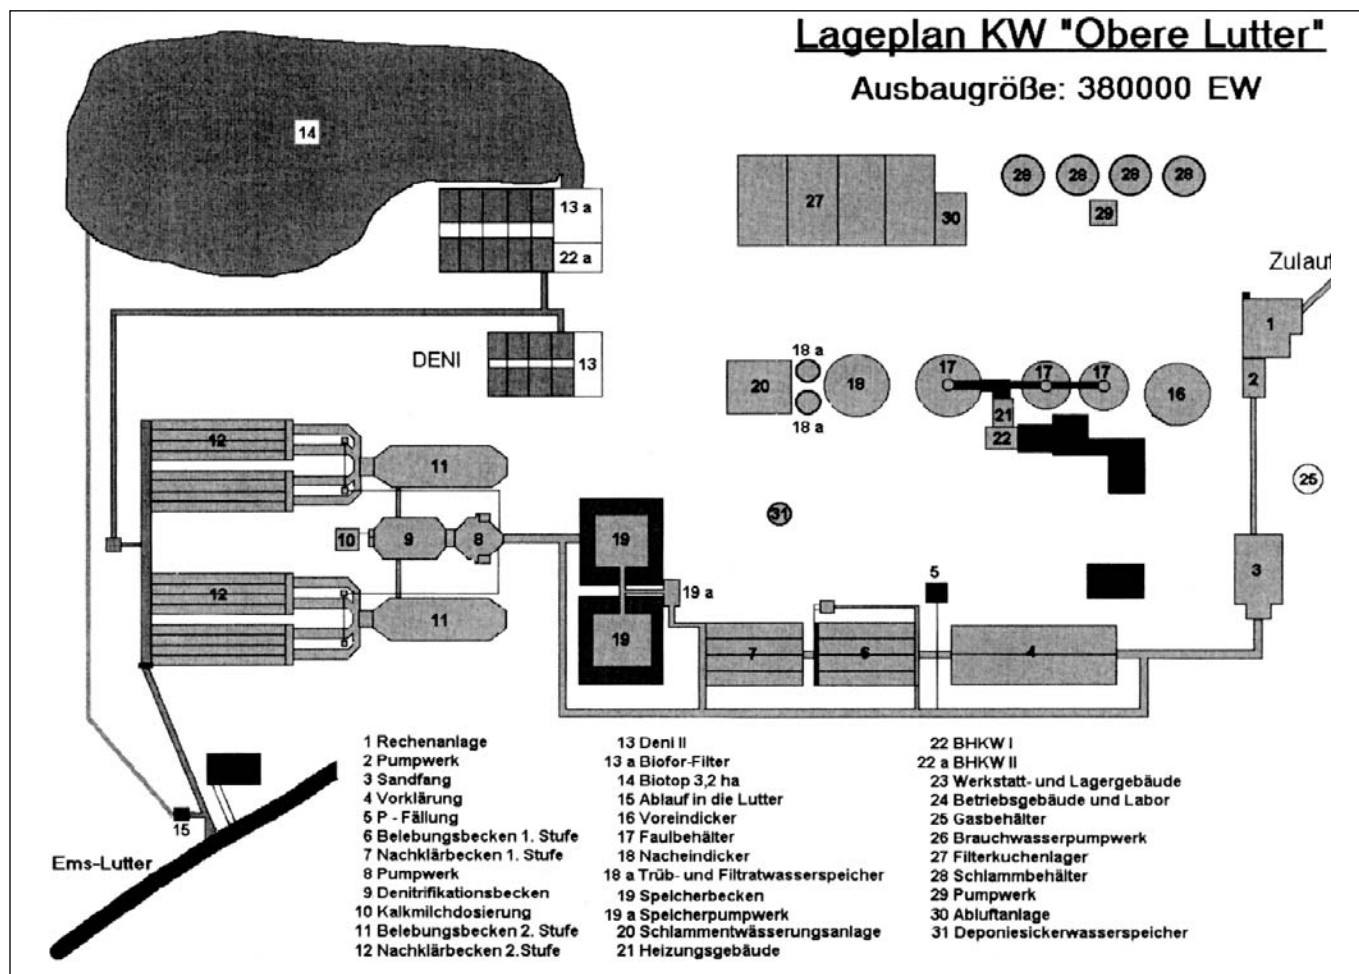 Lageplan KW "Obere Lutter"
Ausbaugröße: 380000 EW
14
13 a
22 a
27
30
28 28 28 28
29
Zulauf
1
2
DENI
13
18 a
20
18
18 a
17 17 17
16
21
22
25
12
11
31
10
9
8
19
3
5
19 a
12
11
19
7
6
4
15
Ems-Lutter
1 Rechenanlage
2 Pumpwerk
3 Sandfang
4 Vorklärung
5 P - Fällung
6 Belebungsbecken 1. Stufe
7 Nachklärbecken 1. Stufe
8 Pumpwerk
9 Denitrifikationsbecken
10 Kalkmilchdosierung
11 Belebungsbecken 2. Stufe
12 Nachklärbecken 2.Stufe
13 Deni II
13 a Biofor-Filter
14 Biotop 3,2 ha
15 Ablauf in die Lutter
16 Voreindicker
17 Faulbehälter
18 Nacheindicker
18 a Trüb- und Filtratwasserspeicher
19 Speicherbecken
19 a Speicherpumpwerk
20 Schlammentwässerungsanlage
21 Heizungsgebäude
22 BHKW I
22 a BHKW II
23 Werkstatt- und Lagergebäude
24 Betriebsgebäude und Labor
25 Gasbehälter
26 Brauchwasserpumpwerk
27 Filterkuchenlager
28 Schlammbehälter
29 Pumpwerk
30 Abluftanlage
31 Deponiesickerwasserspeicher